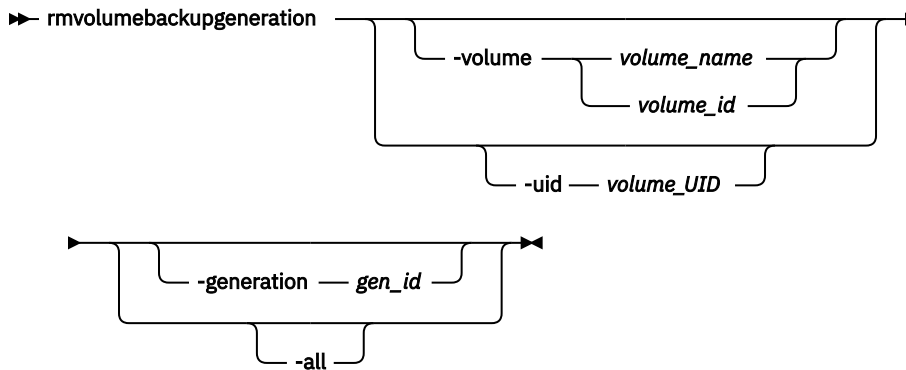 rmvolumebackupgeneration
-volume volume_name
volume_id
-uid volume_UID
-generation gen_id
-all